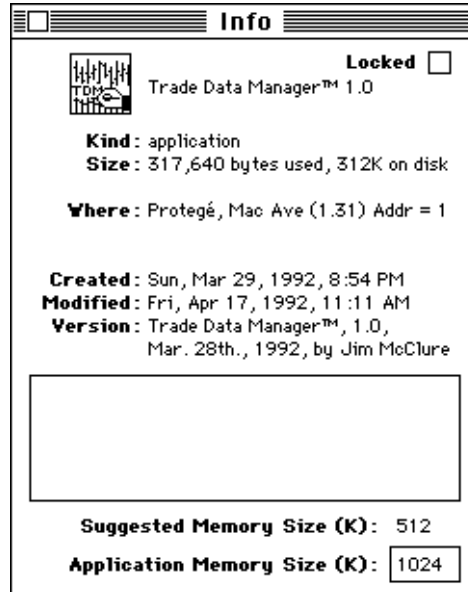 Info
Locked
TDM
Trade Data Manager™ 1.0
Kind: application
Size: 317,640 bytes used, 312K on disk
Where: Protegé, Mac Ave (1.31) Addr = 1
Created: Sun, Mar 29, 1992, 8:54 PM
Modified: Fri, Apr 17, 1992, 11:11 AM
Version: Trade Data Manager™, 1.0,
Mar. 28th., 1992, by Jim McClure
Suggested Memory Size (K): 512
Application Memory Size (K): 1024